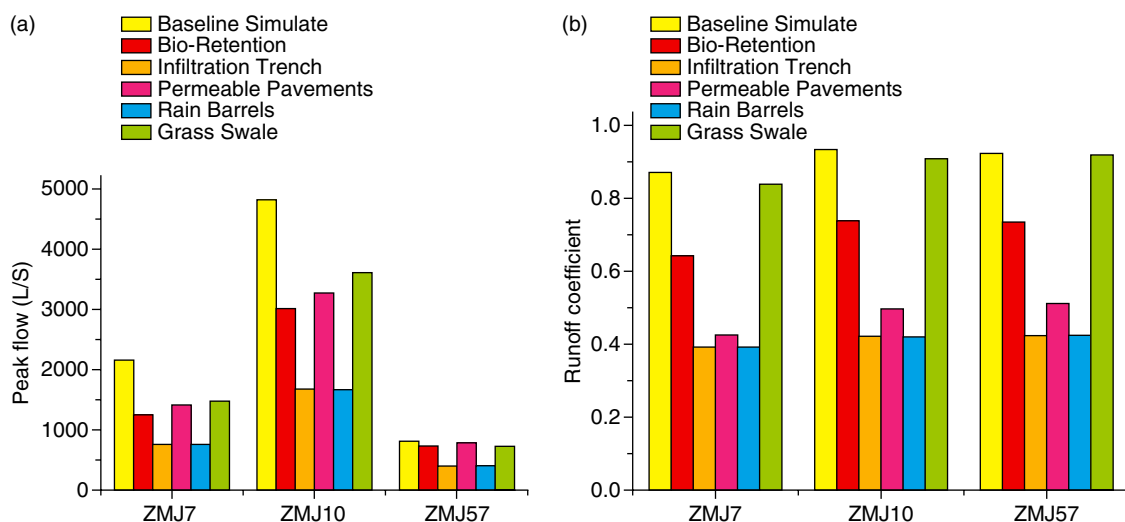 (a)
Baseline Simulate
Bio-Retention
Infiltration Trench
Permeable Pavements
Rain Barrels
Grass Swale
Peak flow (L/S)
5000
4000
3000
2000
1000
0
ZMJ7 ZMJ10 ZMJ57
(b)
Baseline Simulate
Bio-Retention
Infiltration Trench
Permeable Pavements
Rain Barrels
Grass Swale
Runoff coefficient
1.0
0.8
0.6
0.4
0.2
0.0
ZMJ7 ZMJ10 ZMJ57